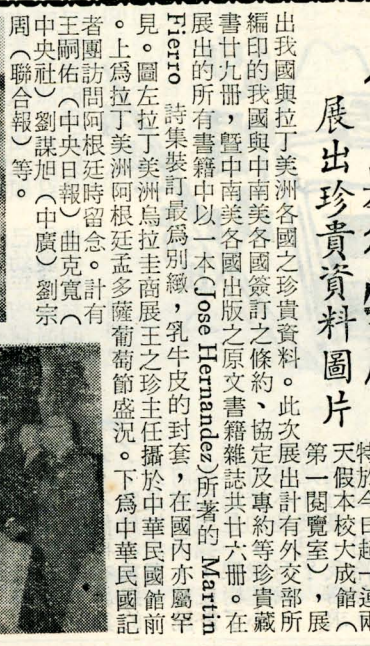 展出珍貴資料圖片
特於今日起一連兩
天假本校大成館（
第一閱覽室），展
出我國與拉丁美洲各國之珍貴資料。此次展出計有外交部所
編印的我國與中南美各國簽訂之條約、協定及專約等珍貴藏
書廿九冊，暨中南美各國出版之原文書籍雜誌共廿六冊。在
展出的所有書籍中以一本(Jose Hernandez)所著的 Martin
Fierro 詩集裝訂最爲別緻，乳牛皮的封套，在國內亦屬罕
見。圖左拉丁美洲烏拉圭商展王之珍主任攝於中華民國館前
。上爲拉丁美洲阿根廷孟多薩葡萄節盛況。下爲中華民國記
者團訪問阿根廷時留念。計有
王嗣佑（中央日報）曲克寬（
中央社）劉謀旭（中廣）劉宗
周（聯合報）等。